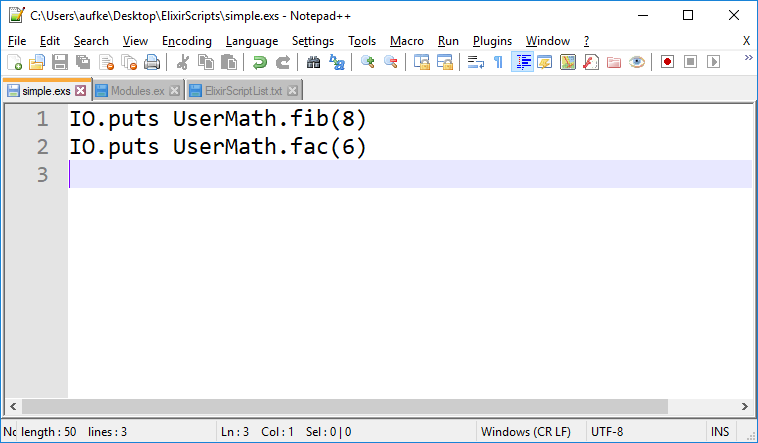 C:\Users\aufke\Desktop\ElixirScripts\simple.exs - Notepad++
File Edit Search View Encoding Language Settings Tools Macro Run Plugins Window ? X
simple.exs Modules.ex ElixirScriptList.txt
1 IO.puts UserMath.fib(8)
2 IO.puts UserMath.fac(6)
3
length : 50 lines : 3 Ln : 3 Col : 1 Sel : 0 | 0 Windows (CR LF) UTF-8 INS